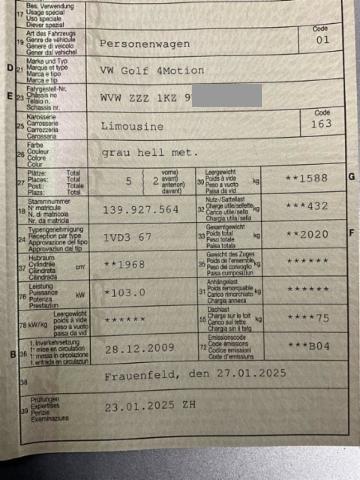 Bes. Verwendung
17 Usage spécial
Uso speciale
Diever spezial
Art des Fahrzeugs
19 Genre de véhicule
Genere di veicolo
Gener dal vehichel
Personenwagen
Code
01
D 21 Marke und Typ
Marque et type
Marca e tipo
Marca e tip
VW Golf 4Motion
E 23 Fahrgestell-Nr.
Châssis no
Telaio n.
Schassis nr.
WVW ZZZ 1KZ 9
25 Karosserie
Carrosserie
Carrozzeria
Carossa
Limousine
Code
163
26 Farbe
Couleur
Colore
Colur
grau hell met.
27 Plätze: Total
Places: Total
Posti: Totale
Plazs: Total
5
vorne)
2 avant)
anteriori)
davant)
30 Leergewicht
Poids à vide
Peso a vuoto
Paisa da vid
kg
**1588
G
18 Stammnummer
Nº matricule
N. di matricola
Nr. da matricla
139.927.564
32 Nutz-/Sattellast
Charge utile/sellette
Carico utile/sella
Chargia utila/sella
kg
***432
24 Typengenehmigung
Réception par type
Approvazione del tipo
Approvaziun dal tip
1VD3 67
33 Gesamtgewicht
Poids total
Peso totale
Paisa totala
kg
**2020
F
37 Hubraum
Cylindrée
Cilindrata
Cilindrada
cm³
**1968
Gewicht des Zuges
Poids de l'ensemble
Peso del convoglio
Paisa cumposiziun
kg
******
76 Leistung
Puissance
Potenza
Prestaziun
kW
*103.0
31 Anhängelast
Poids remorquable
Carico rimorchiato
Chargia annexa
kg
******
78 kW/kg
Leergewicht
poids à vide
peso a vuoto
paisa da vid
******
55 Dachlast
Charge sur le toit
Carico sul tetto
Chargia sin il tetg
kg
****75
B 36 1. Inverkehrsetzung
1re mise en circulation
1a messa in circolazione
1. entrada en circulaziun
28.12.2009
72 Emissionscode
Code émissions
Codice emissioni
Code d'emissiuns
***B04
38
Frauenfeld, den 27.01.2025
39 Prüfungen
Expertises
Perizie
Examinaziuns
23.01.2025 ZH